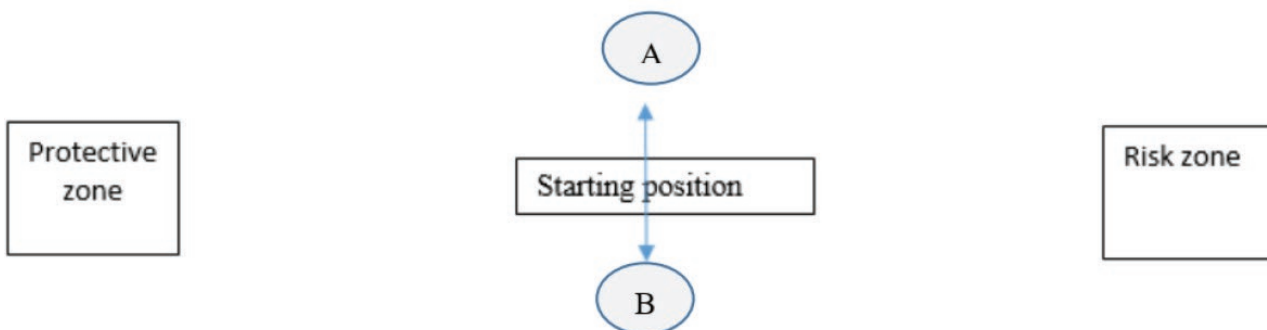 A
Protective
zone
Starting position
Risk zone
B